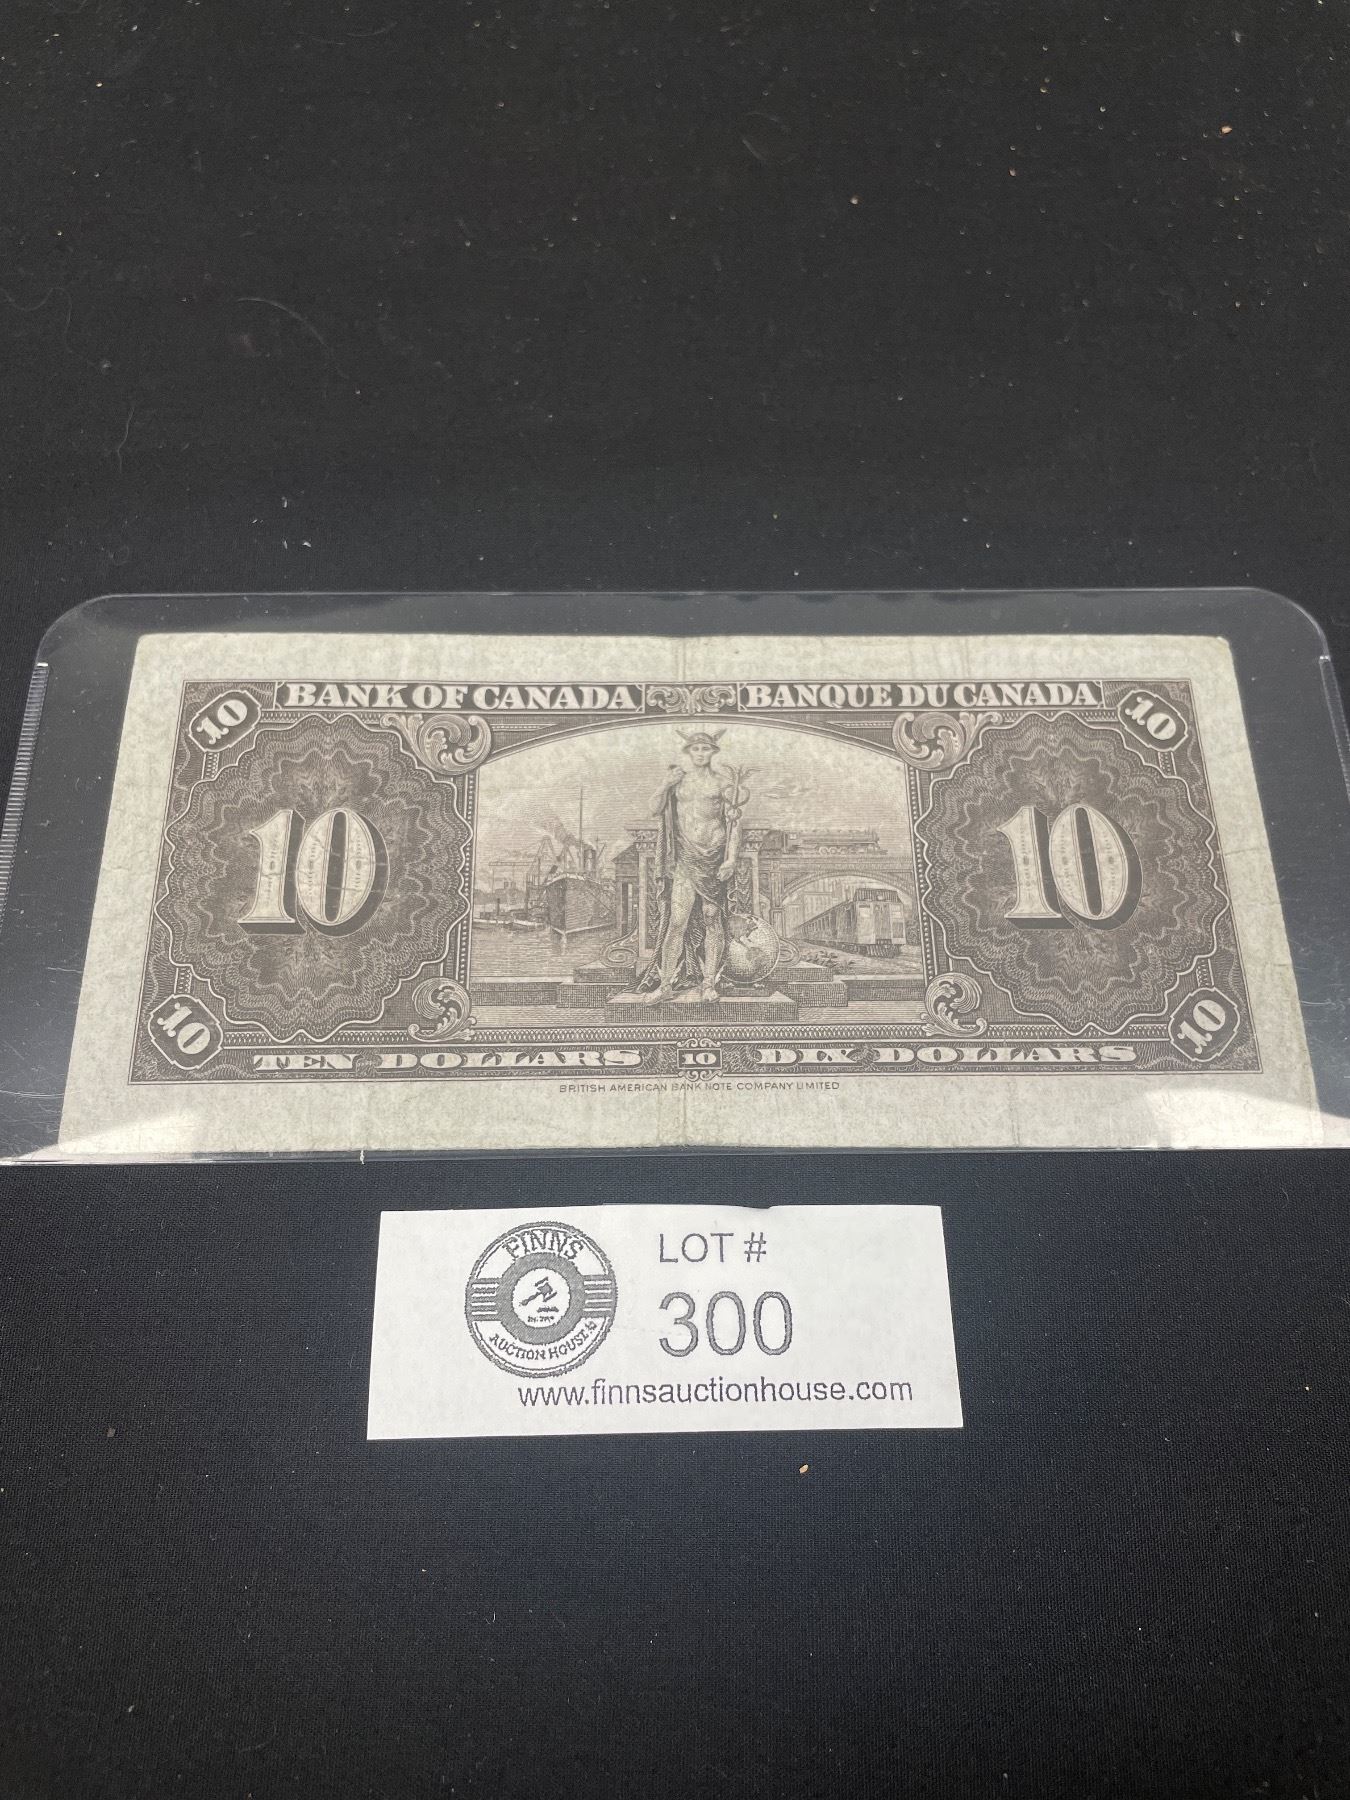 10 BANK OF CANADA BANQUE DU CANADA 10
10 10
10 TEN DOLLARS 10 DIX DOLLARS 10
BRITISH AMERICAN BANK NOTE COMPANY LIMITED
FINNS
AUCTION HOUSE
LOT #
300
www.finnsauctionhouse.com